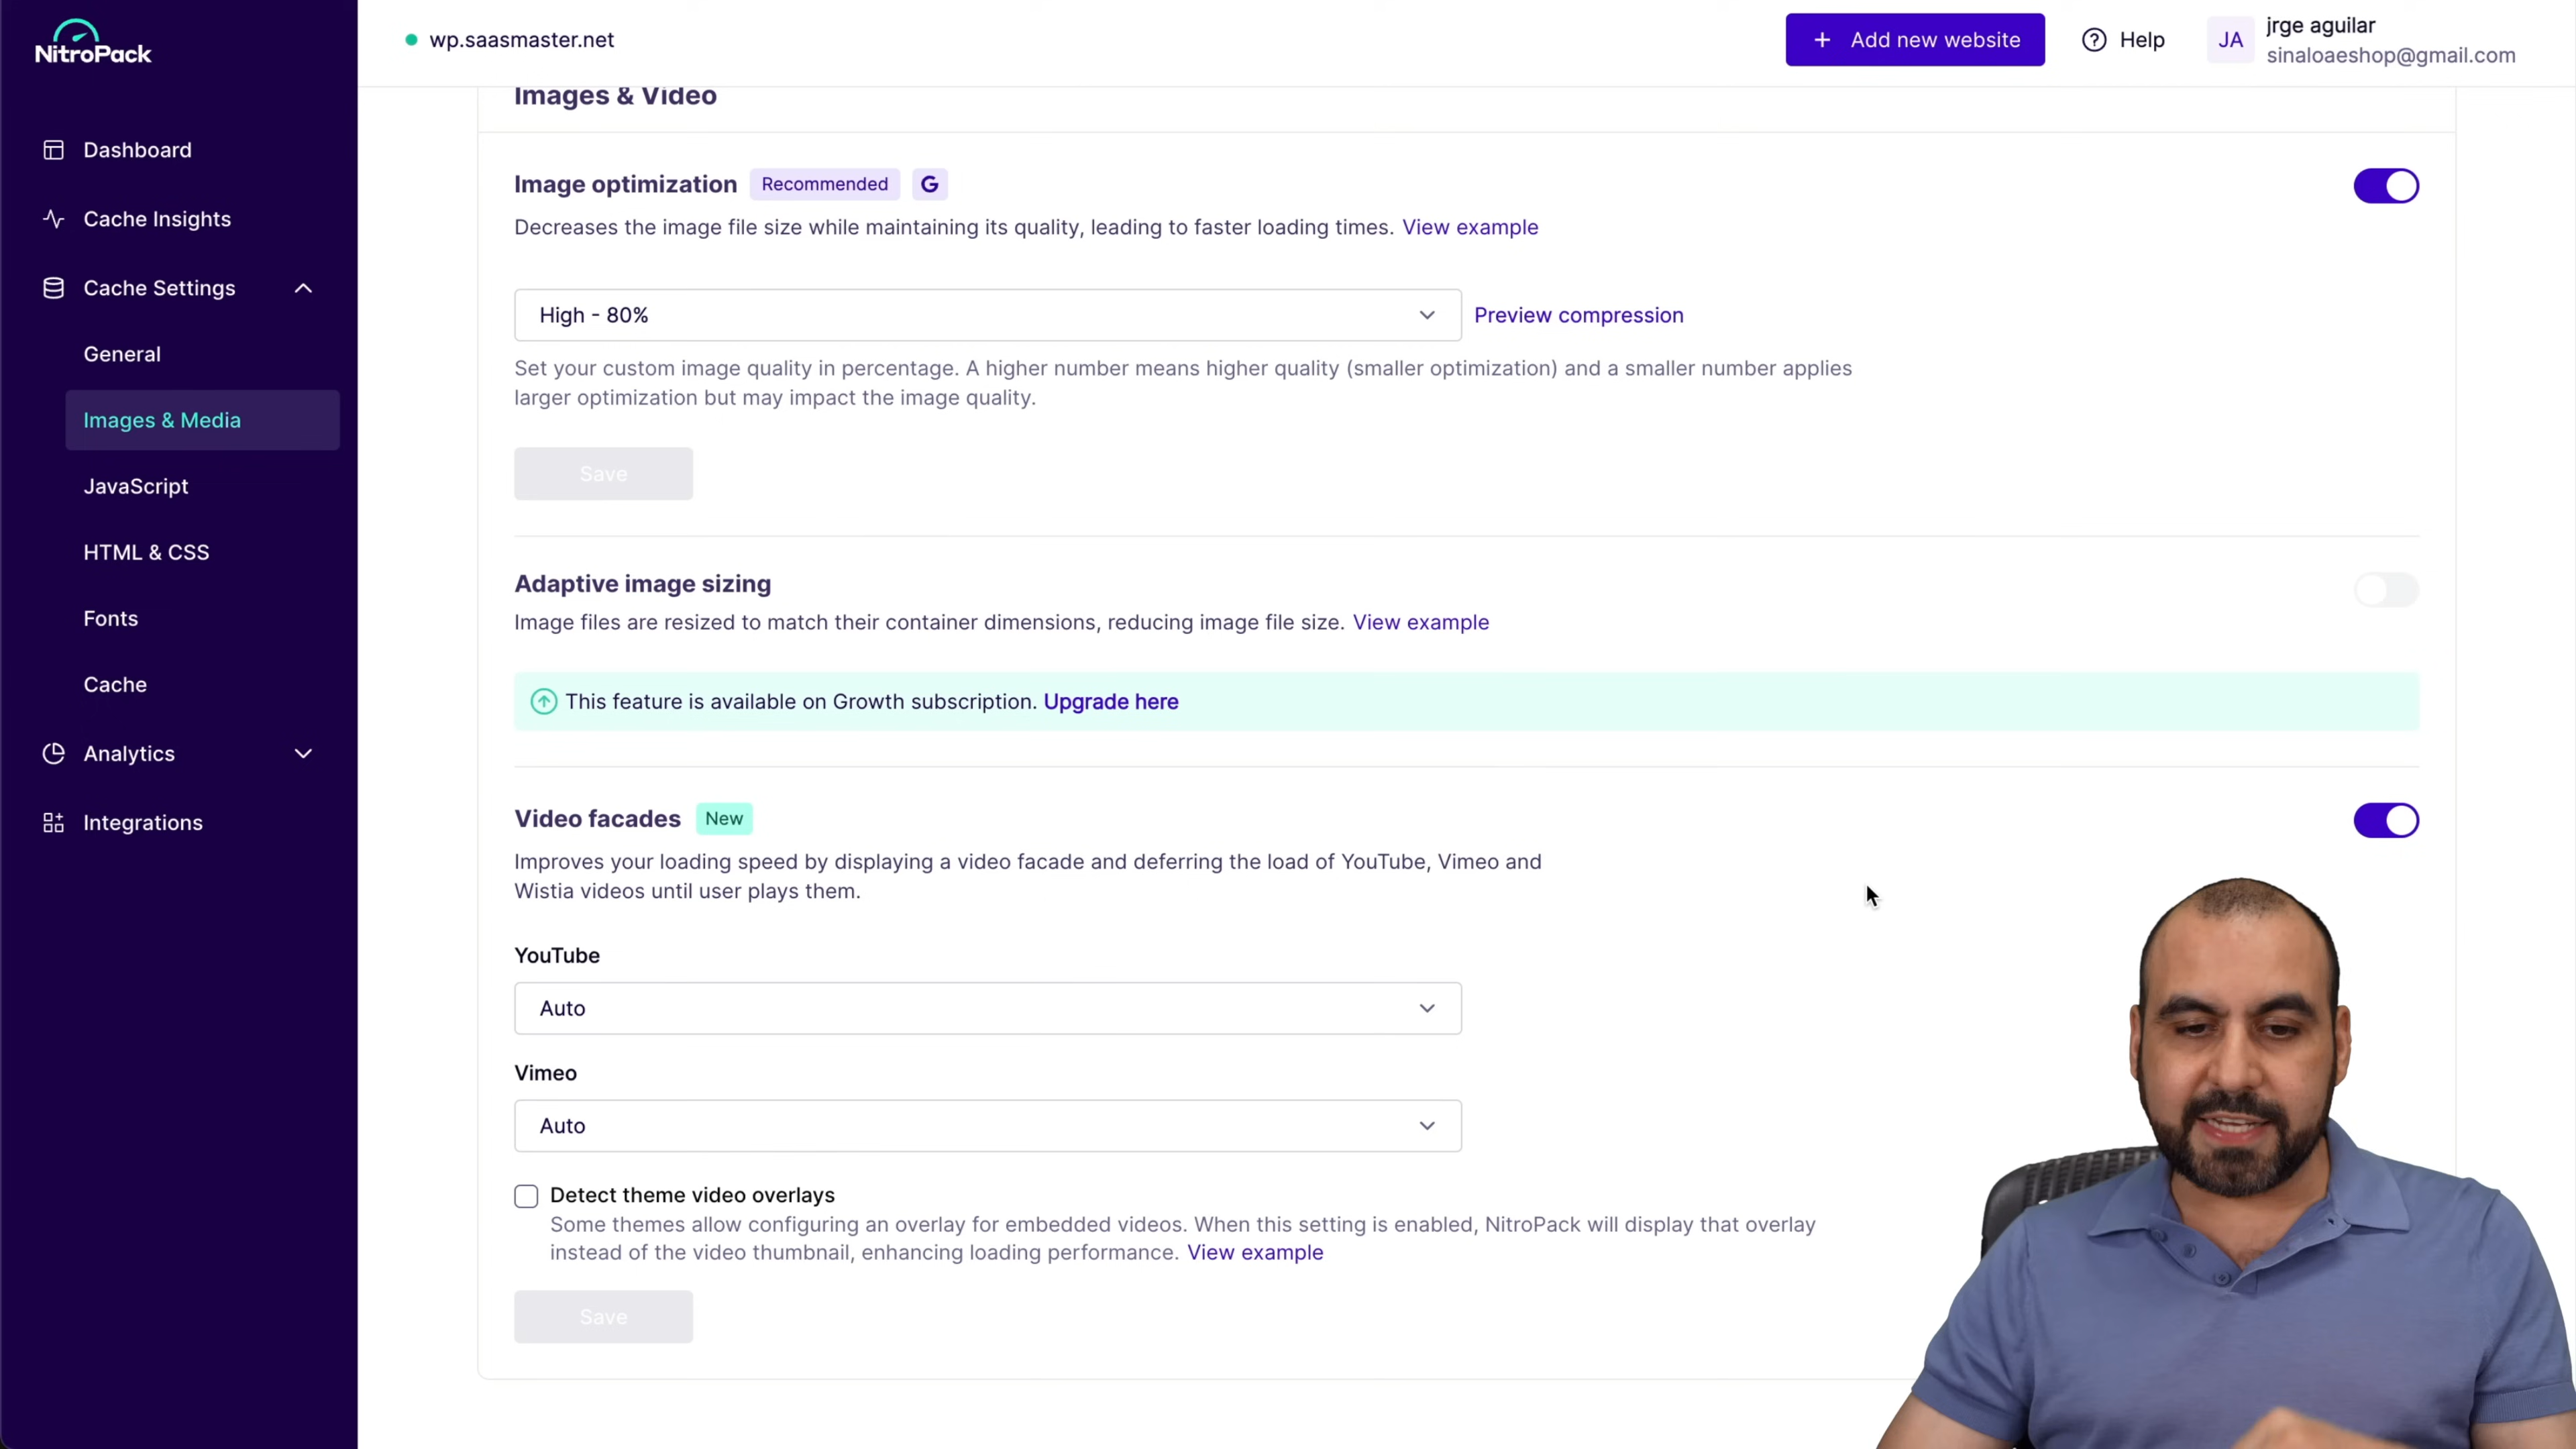 NitroPack
wp.saasmaster.net
+ Add new website
Help
JA
jrge aguilar
sinaloaeshop@gmail.com
Dashboard
Cache Insights
Cache Settings
General
Images & Media
JavaScript
HTML & CSS
Fonts
Cache
Analytics
Integrations
Images & Video
Image optimization Recommended G
Decreases the image file size while maintaining its quality, leading to faster loading times. View example
High - 80%
Preview compression
Set your custom image quality in percentage. A higher number means higher quality (smaller optimization) and a smaller number applies
larger optimization but may impact the image quality.
Save
Adaptive image sizing
Image files are resized to match their container dimensions, reducing image file size. View example
This feature is available on Growth subscription. Upgrade here
Video facades New
Improves your loading speed by displaying a video facade and deferring the load of YouTube, Vimeo and
Wistia videos until user plays them.
YouTube
Auto
Vimeo
Auto
Detect theme video overlays
Some themes allow configuring an overlay for embedded videos. When this setting is enabled, NitroPack will display that overlay
instead of the video thumbnail, enhancing loading performance. View example
Save